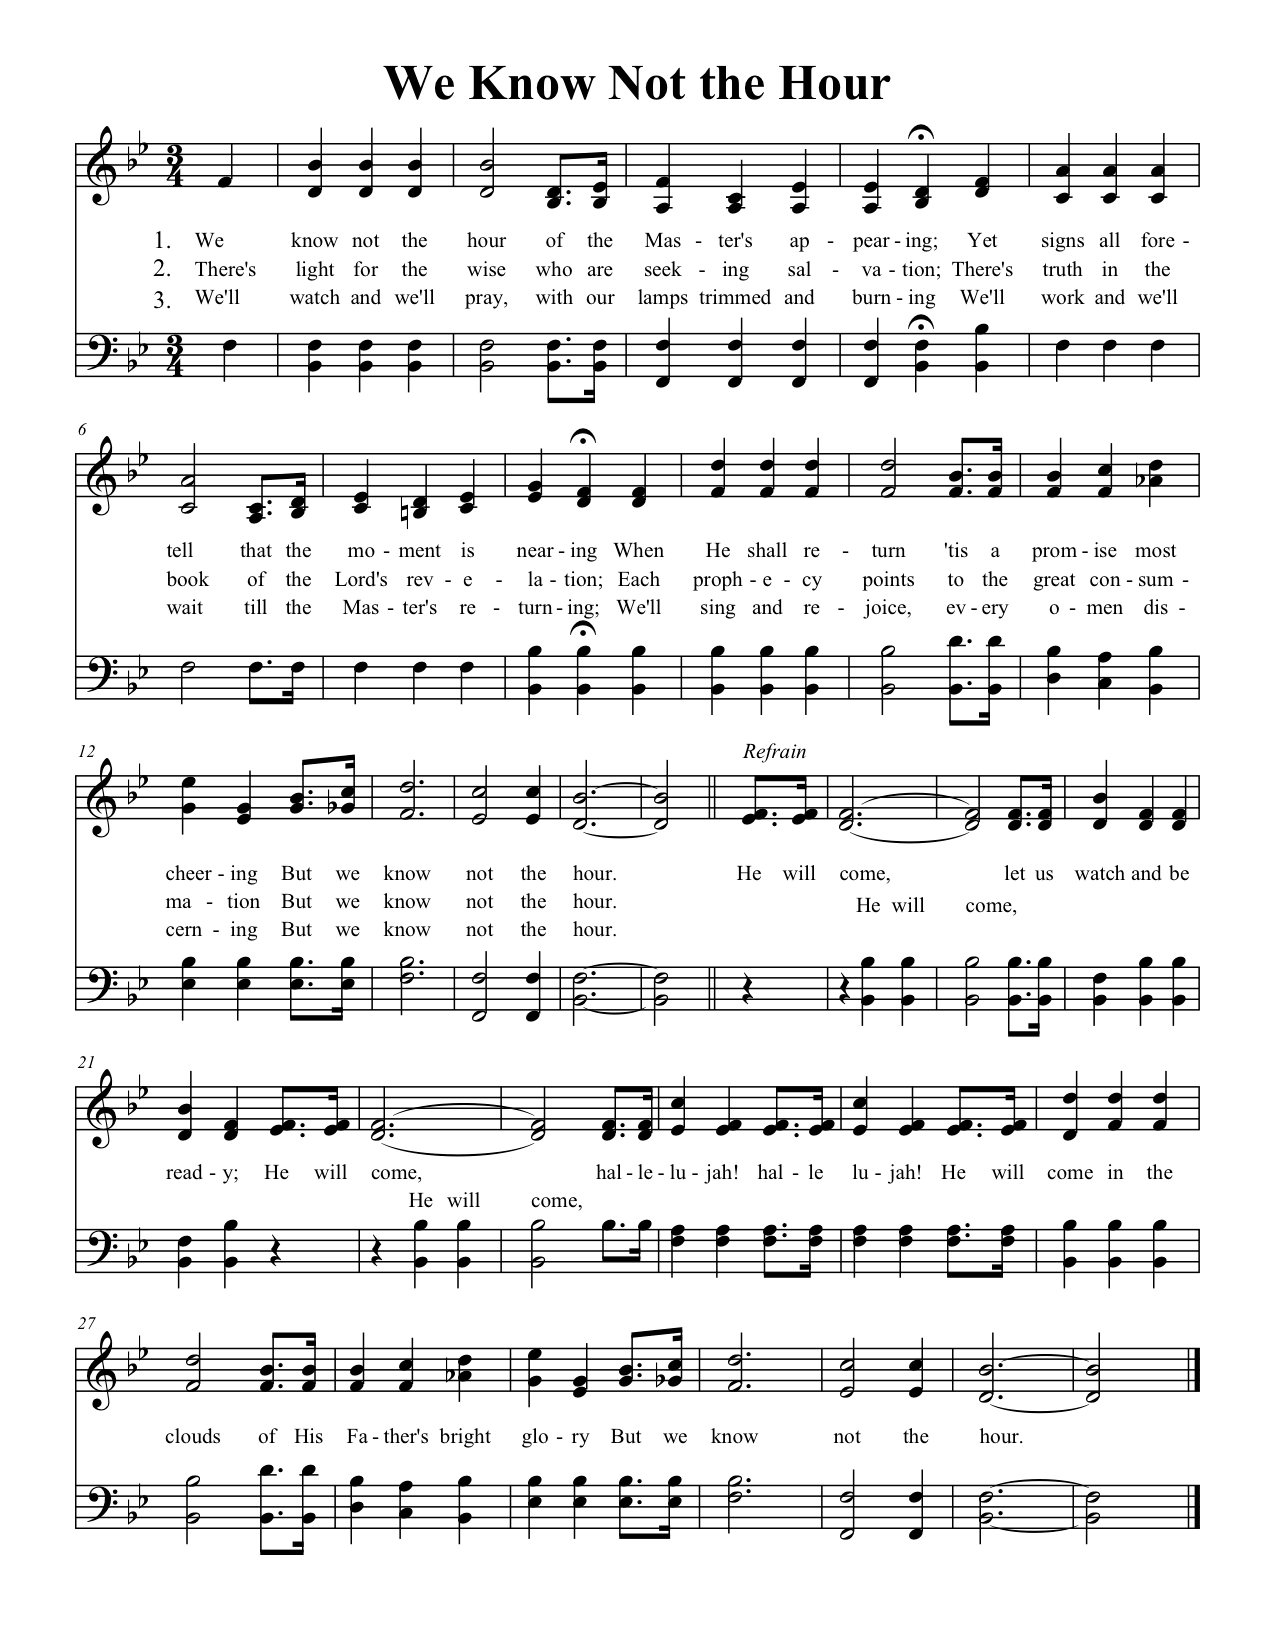 We Know Not the Hour
1. We know not the hour of the Mas - ter's ap - pear - ing; Yet signs all fore -
2. There's light for the wise who are seek - ing sal - va - tion; There's truth in the
3. We'll watch and we'll pray, with our lamps trimmed and burn - ing We'll work and we'll
6
tell that the mo - ment is near - ing When He shall re - turn 'tis a prom - ise most
book of the Lord's rev - e - la - tion; Each proph - e - cy points to the great con - sum -
wait till the Mas - ter's re - turn - ing; We'll sing and re - joice, ev - ery o - men dis -
12
Refrain
cheer - ing But we know not the hour. He will come, let us watch and be
ma - tion But we know not the hour. He will come,
cern - ing But we know not the hour.
21
read - y; He will come, hal - le - lu - jah! hal - le lu - jah! He will come in the
He will come,
27
clouds of His Fa - ther's bright glo - ry But we know not the hour.